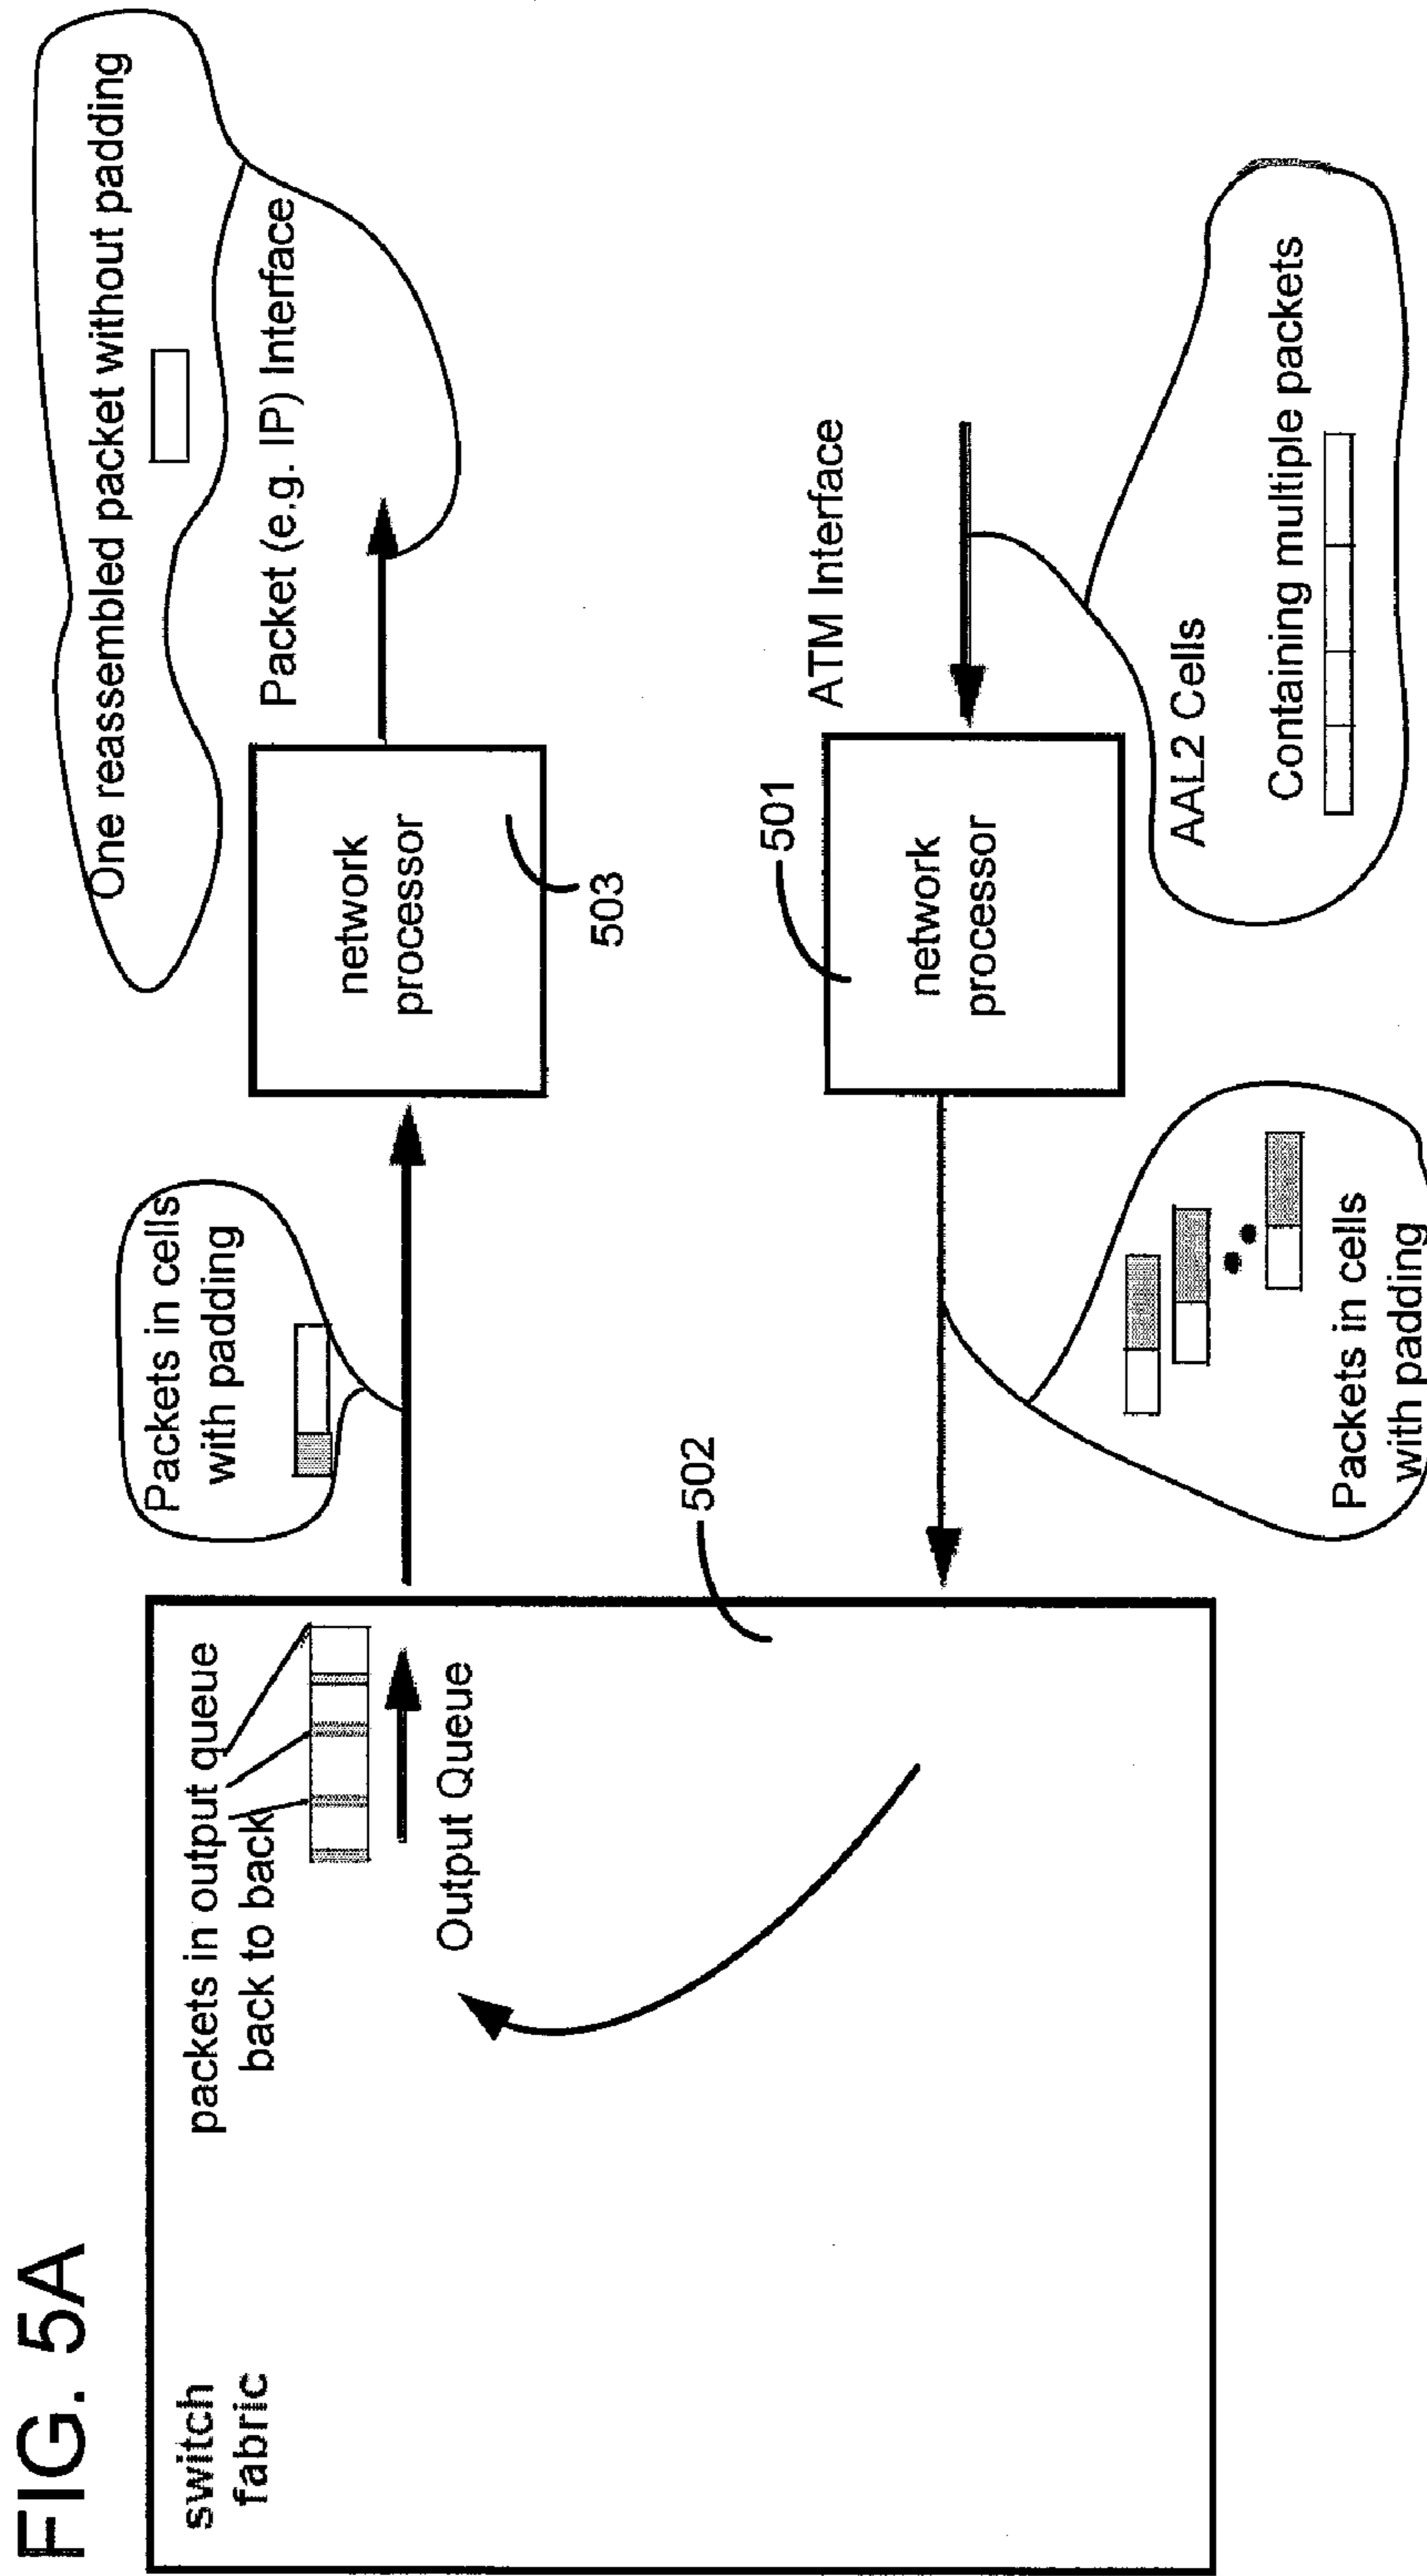 FIG. 5A
switch
fabric
packets in output queue
back to back
Output Queue
502
Packets in cells
with padding
network
processor
503
One reassembled packet without padding
Packet (e.g. IP) Interface
ATM Interface
501
network
processor
AAL2 Cells
Containing multiple packets
Packets in cells
with padding